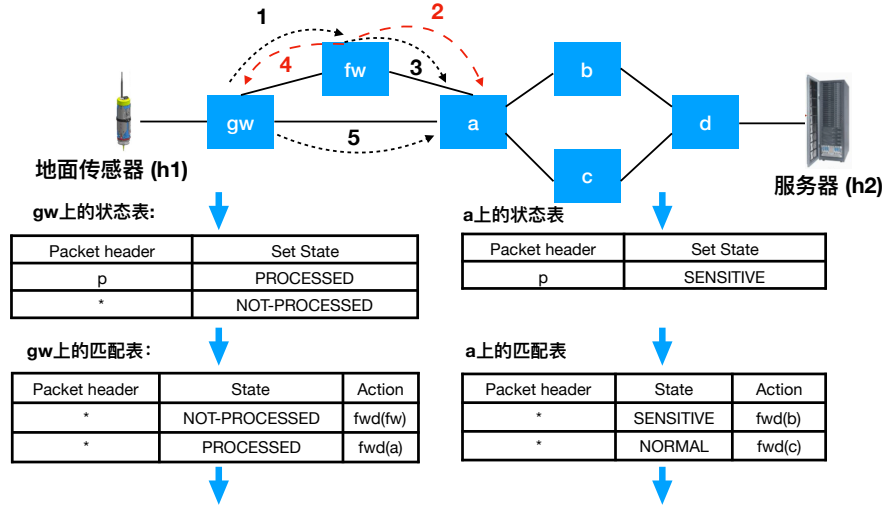 1
2
fw
4
3
b
gw
a
d
5
c
地面传感器 (h1)
服务器 (h2)
gw上的状态表:
Packet header Set State
p PROCESSED
* NOT-PROCESSED
a上的状态表
Packet header Set State
p SENSITIVE
gw上的匹配表：
Packet header State Action
* NOT-PROCESSED fwd(fw)
* PROCESSED fwd(a)
a上的匹配表
Packet header State Action
* SENSITIVE fwd(b)
* NORMAL fwd(c)